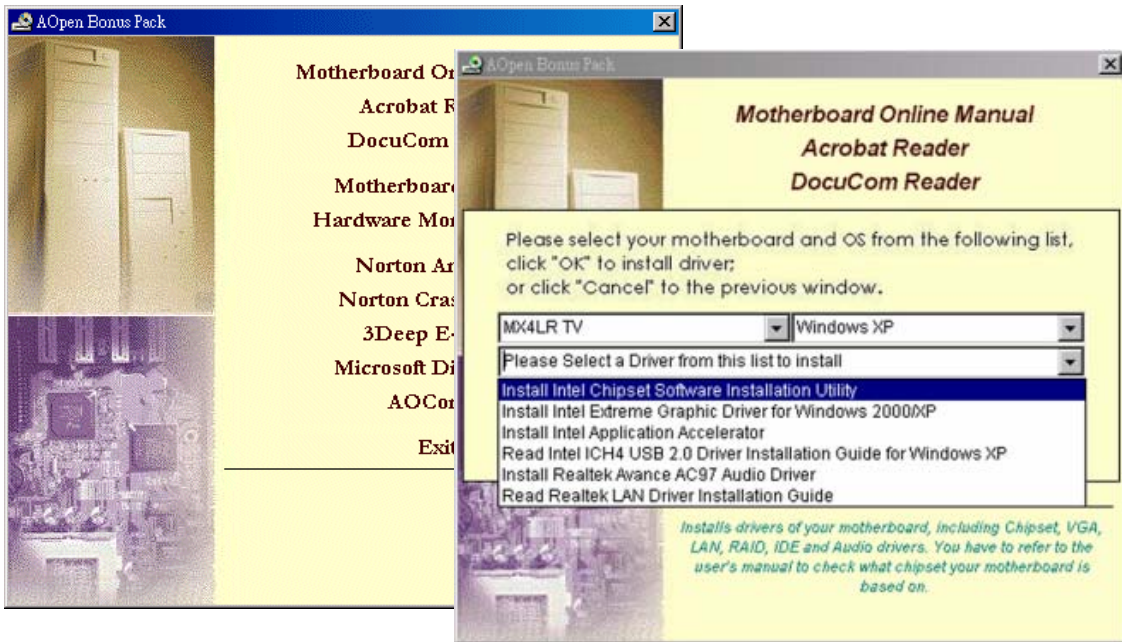 AOpen Bonus Pack
Motherboard
Acrobat
DocuCom
Motherboard
Hardware
Norton
Norton
3Deep
Microsoft
Exit
AOpen Bonus Pack
Motherboard Online Manual
Acrobat Reader
DocuCom Reader
Please select your motherboard and OS from the following list,
click "OK" to install driver;
or click "Cancel" to the previous window.
MX4LR TV
Windows XP
Please Select a Driver from this list to install
Install Intel Chipset Software Installation Utility
Install Intel Extreme Graphic Driver for Windows 2000/XP
Install Intel Application Accelerator
Read Intel ICH4 USB 2.0 Driver Installation Guide for Windows XP
Install Realtek Avance AC97 Audio Driver
Read Realtek LAN Driver Installation Guide
Installs drivers of your motherboard, including Chipset, VGA,
LAN, RAID, IDE and Audio drivers. You have to refer to the
user's manual to check what chipset your motherboard is
based on.